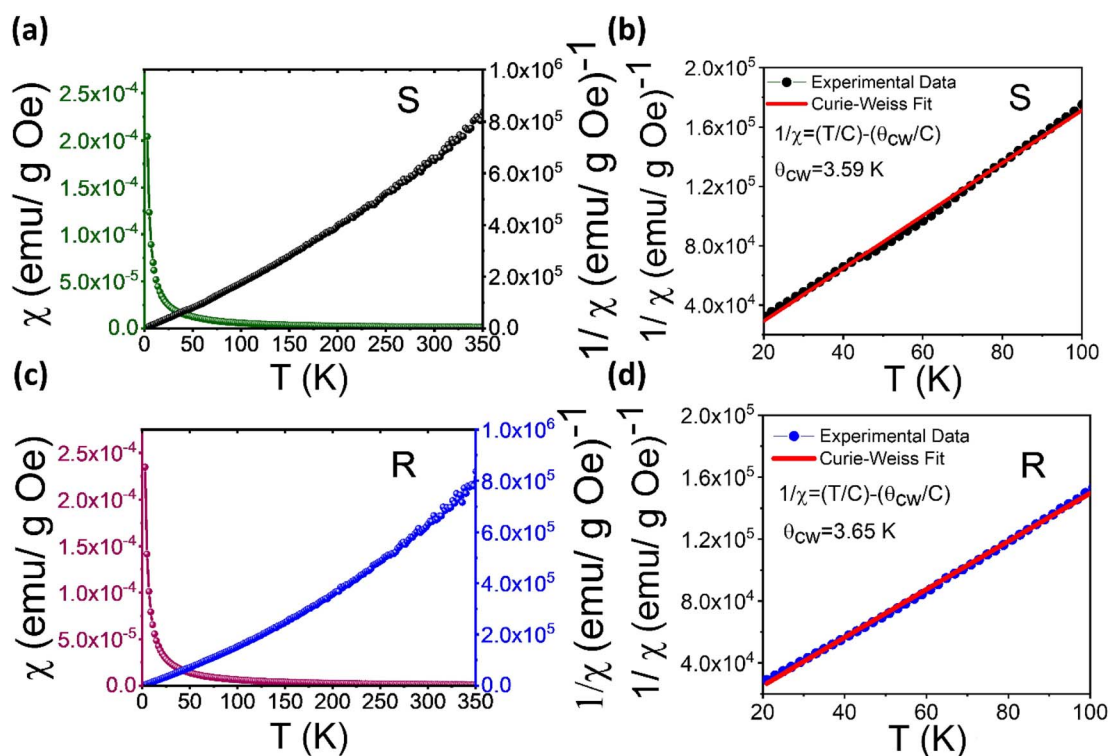 (a)
χ (emu/ g Oe)
2.5x10⁻⁴
2.0x10⁻⁴
1.5x10⁻⁴
1.0x10⁻⁴
5.0x10⁻⁵
0.0
S
1.0x10⁶
8.0x10⁵
6.0x10⁵
4.0x10⁵
2.0x10⁵
0.0
1/ χ (emu/ g Oe)⁻¹
0 50 100 150 200 250 300 350
T (K)
(b)
1/ χ (emu/ g Oe)⁻¹
2.0x10⁵
1.6x10⁵
1.2x10⁵
8.0x10⁴
4.0x10⁴
Experimental Data
Curie-Weiss Fit
S
1/χ=(T/C)-(θCW/C)
θCW=3.59 K
20 40 60 80 100
T (K)
(c)
χ (emu/ g Oe)
2.5x10⁻⁴
2.0x10⁻⁴
1.5x10⁻⁴
1.0x10⁻⁴
5.0x10⁻⁵
0.0
R
1.0x10⁶
8.0x10⁵
6.0x10⁵
4.0x10⁵
2.0x10⁵
0.0
1/χ (emu/ g Oe)⁻¹
0 50 100 150 200 250 300 350
T (K)
(d)
1/ χ (emu/ g Oe)⁻¹
2.0x10⁵
1.6x10⁵
1.2x10⁵
8.0x10⁴
4.0x10⁴
Experimental Data
Curie-Weiss Fit
R
1/χ=(T/C)-(θCW/C)
θCW=3.65 K
20 40 60 80 100
T (K)